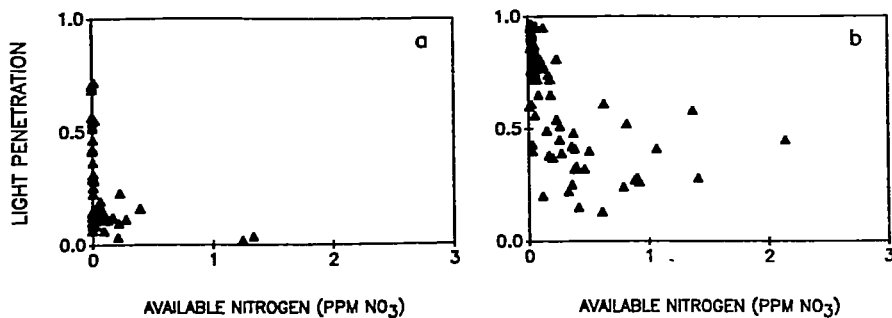 LIGHT PENETRATION
1.0
0.5
0.0
0
1
2
3
a
AVAILABLE NITROGEN (PPM NO3)
1.0
0.5
0.0
0
1
2
3
b
AVAILABLE NITROGEN (PPM NO3)